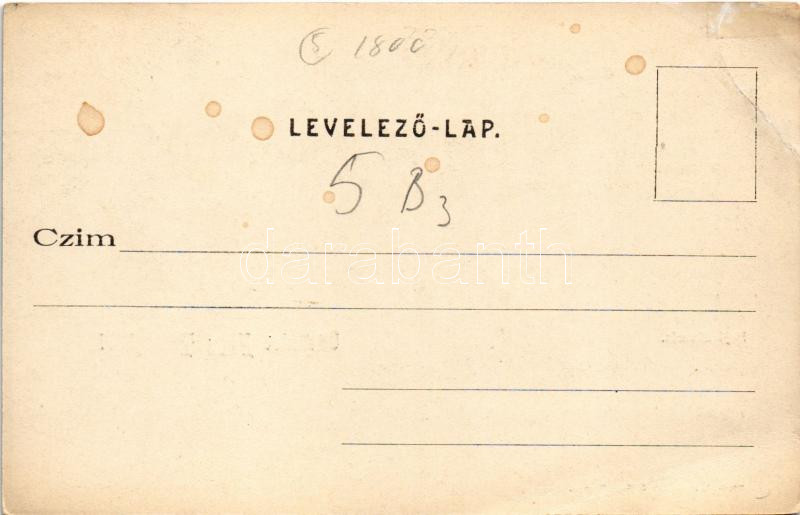 5 1800
LEVELEZŐ-LAP.
5 B3
Czim
darabanth